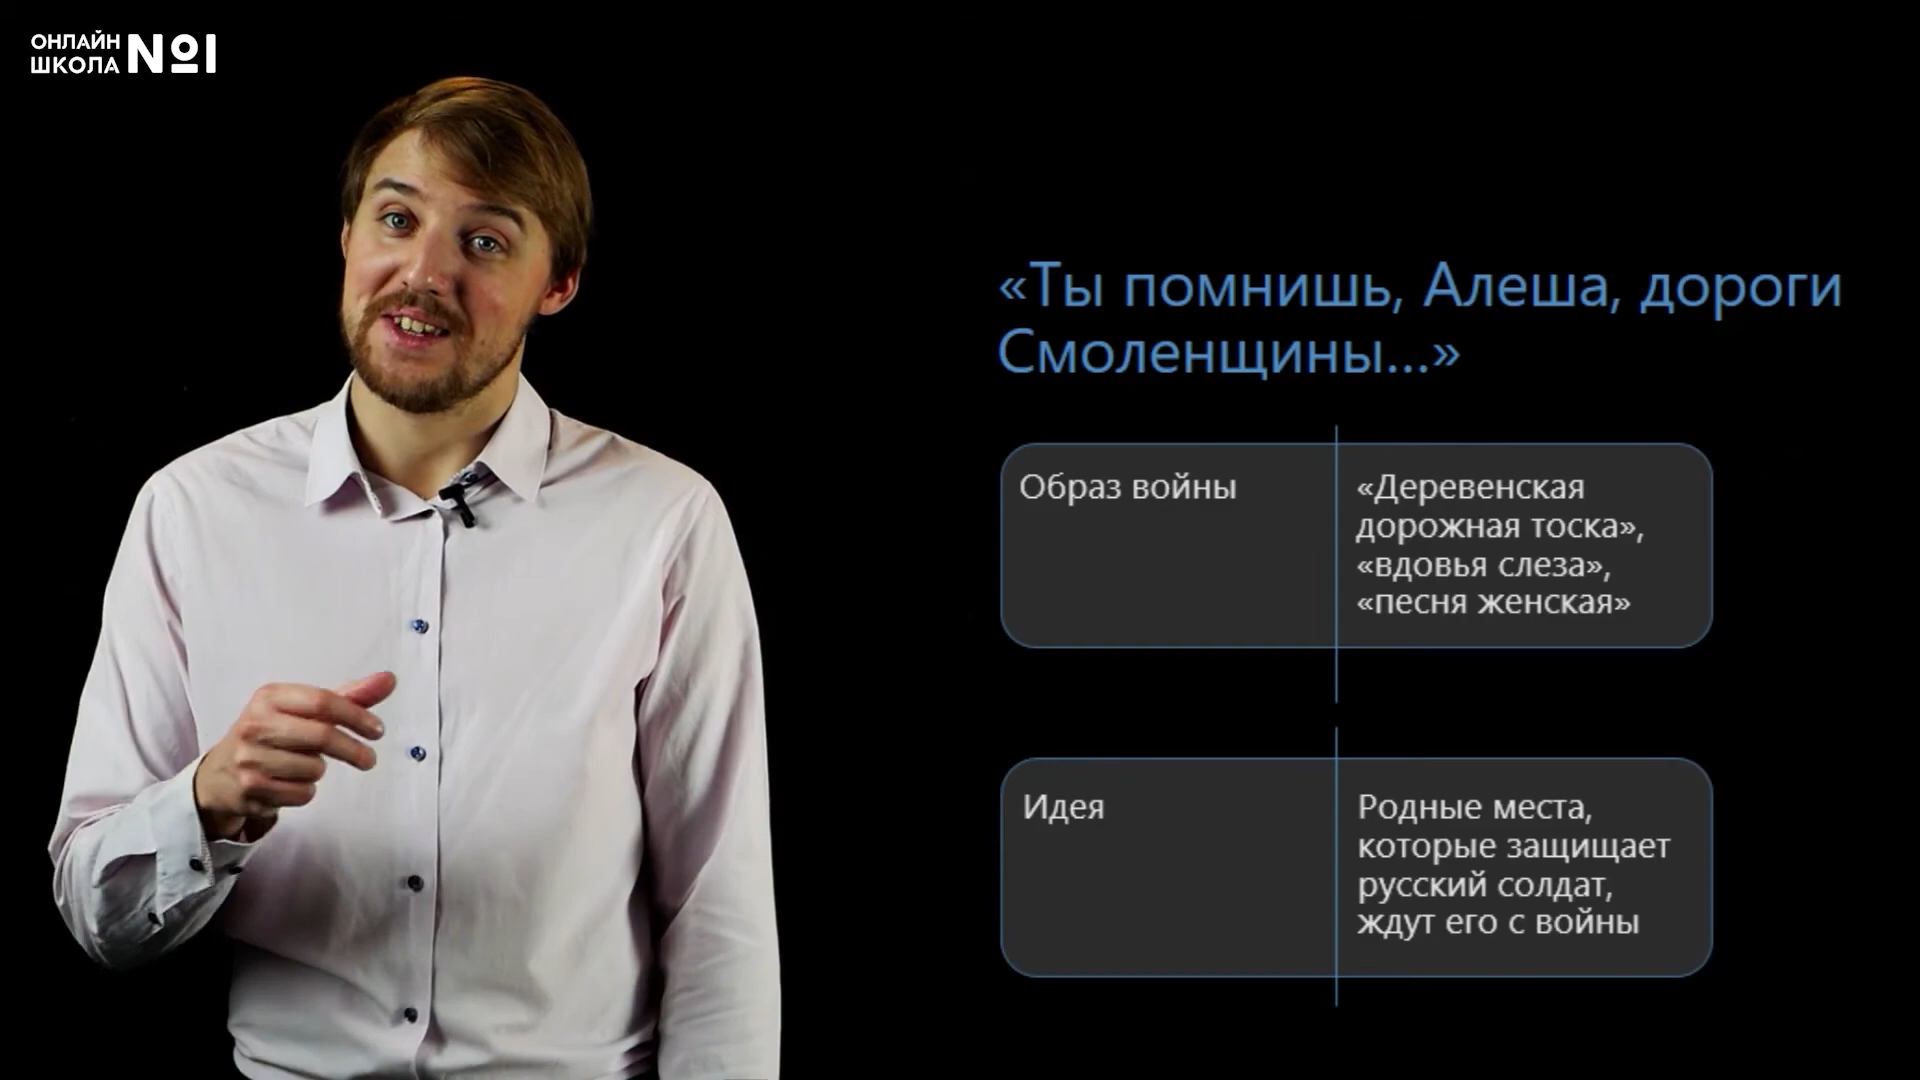 ОНЛАЙН
ШКОЛА №1
«Ты помнишь, Алеша, дороги
Смоленщины...»
Образ войны
«Деревенская
дорожная тоска»,
«вдовья слеза»,
«песня женская»
Идея
Родные места,
которые защищает
русский солдат,
ждут его с войны